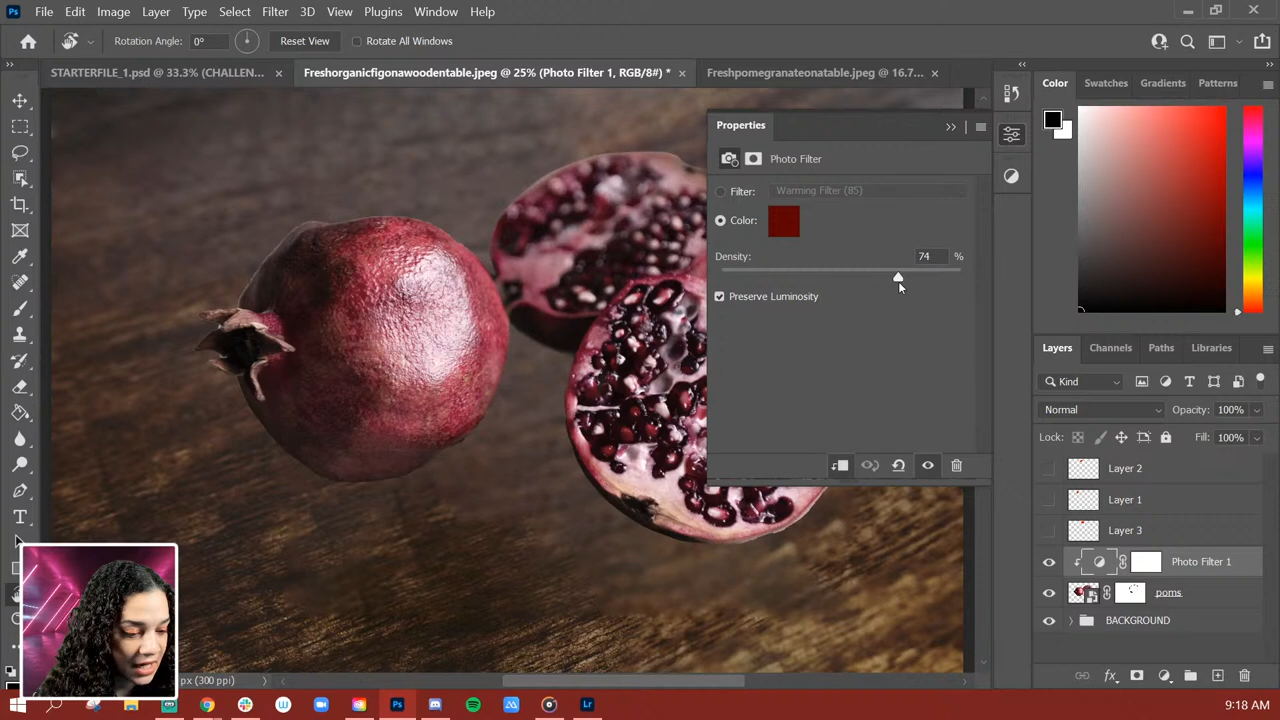 Ps File Edit Image Layer Type Select Filter 3D View Plugins Window Help
Rotation Angle: 0° Reset View Rotate All Windows
STARTERFILE_1.psd @ 33.3% (CHALLEN... × Freshorganicfigonawoodentable.jpeg @ 25% (Photo Filter 1, RGB/8#) * × Freshpomegranateonatable.jpeg @ 16.7... ×
Properties
Photo Filter
Filter: Warming Filter (85)
Color:
Density: 74 %
Preserve Luminosity
Color Swatches Gradients Patterns
Layers Channels Paths Libraries
Kind
Normal Opacity: 100%
Lock: Fill: 100%
Layer 2
Layer 1
Layer 3
Photo Filter 1
poms
BACKGROUND
px (300 ppi)
fx
Ps Lr 9:18 AM